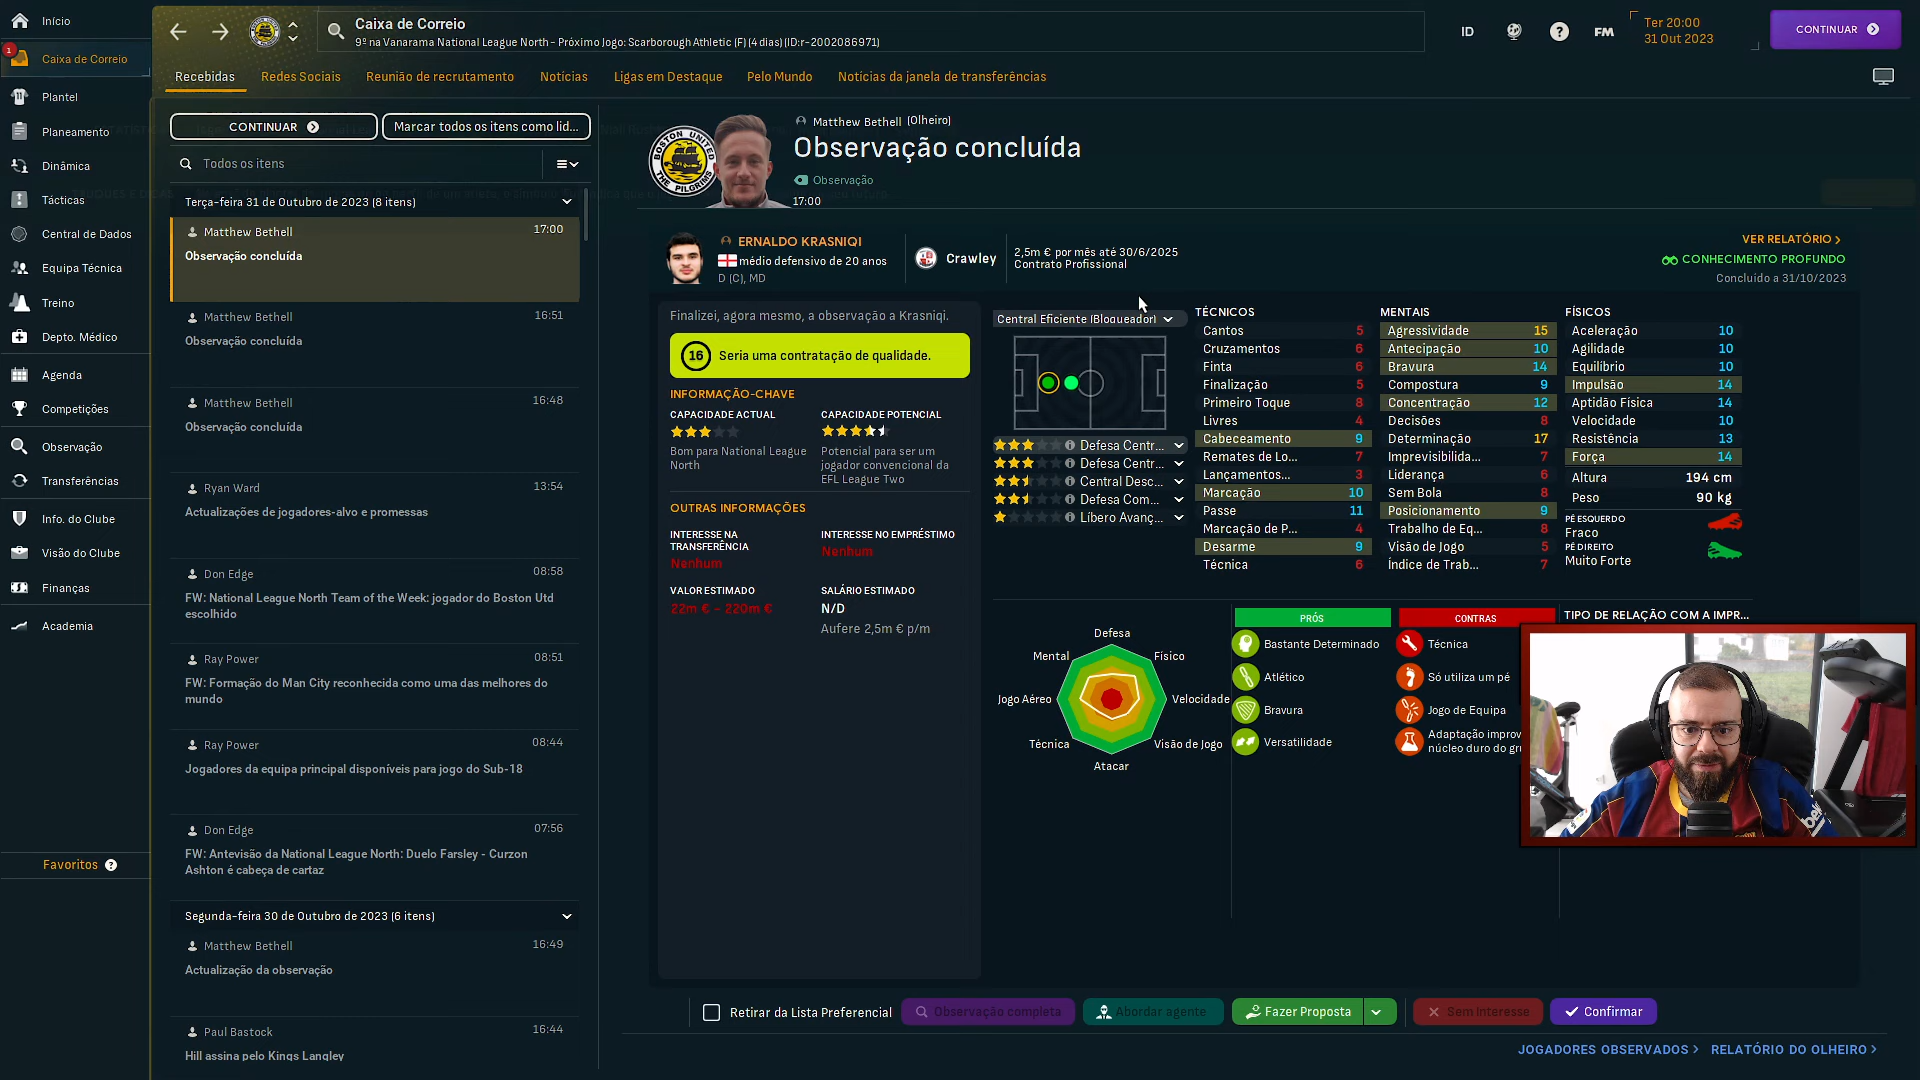 Início
1
Caixa de Correio
Plantel
Planeamento
Dinâmica
Tácticas
Central de Dados
Equipa Técnica
Treino
Depto. Médico
Agenda
Competições
Observação
Transferências
Info. do Clube
Visão do Clube
Finanças
Academia
Favoritos ?
Caixa de Correio
9º na Vanarama National League North - Próximo Jogo: Scarborough Athletic (F) (4 dias) (ID:r-2002086971)
ID
?
FM
Ter 20:00
31 Out 2023
CONTINUAR
Recebidas
Redes Sociais
Reunião de recrutamento
Notícias
Ligas em Destaque
Pelo Mundo
Notícias da janela de transferências
CONTINUAR
Marcar todos os itens como lid...
Todos os itens
Terça-feira 31 de Outubro de 2023 (8 itens)
Matthew Bethell 17:00
Observação concluída
Matthew Bethell 16:51
Observação concluída
Matthew Bethell 16:48
Observação concluída
Ryan Ward 13:54
Actualizações de jogadores-alvo e promessas
Don Edge 08:58
FW: National League North Team of the Week: jogador do Boston Utd
escolhido
Ray Power 08:51
FW: Formação do Man City reconhecida como uma das melhores do
mundo
Ray Power 08:44
Jogadores da equipa principal disponíveis para jogo do Sub-18
Don Edge 07:56
FW: Antevisão da National League North: Duelo Farsley - Curzon
Ashton é cabeça de cartaz
Segunda-feira 30 de Outubro de 2023 (6 itens)
Matthew Bethell 16:49
Actualização da observação
Paul Bastock 16:44
Hill assina pelo Kings Langley
BOSTON UNITED
THE PILGRIMS
Matthew Bethell (Olheiro)
Observação concluída
Observação
17:00
ERNALDO KRASNIQI
médio defensivo de 20 anos
D (C), MD
Crawley
2,5m € por mês até 30/6/2025
Contrato Profissional
VER RELATÓRIO >
CONHECIMENTO PROFUNDO
Concluído a 31/10/2023
Finalizei, agora mesmo, a observação a Krasniqi.
16 Seria uma contratação de qualidade.
INFORMAÇÃO-CHAVE
CAPACIDADE ACTUAL
Bom para National League
North
CAPACIDADE POTENCIAL
Potencial para ser um
jogador convencional da
EFL League Two
OUTRAS INFORMAÇÕES
INTERESSE NA
TRANSFERÊNCIA
Nenhum
INTERESSE NO EMPRÉSTIMO
Nenhum
VALOR ESTIMADO
22m € - 220m €
SALÁRIO ESTIMADO
N/D
Aufere 2,5m € p/m
Central Eficiente (Bloqueador)
Defesa Centr...
Defesa Centr...
Central Desc...
Defesa Com...
Líbero Avanç...
TÉCNICOS
Cantos 5
Cruzamentos 6
Finta 6
Finalização 5
Primeiro Toque 8
Livres 4
Cabeceamento 9
Remates de Lo... 7
Lançamentos... 3
Marcação 10
Passe 11
Marcação de P... 4
Desarme 9
Técnica 6
MENTAIS
Agressividade 15
Antecipação 10
Bravura 14
Compostura 9
Concentração 12
Decisões 8
Determinação 17
Imprevisibilida... 7
Liderança 6
Sem Bola 8
Posicionamento 9
Trabalho de Eq... 8
Visão de Jogo 5
Índice de Trab... 7
FÍSICOS
Aceleração 10
Agilidade 10
Equilíbrio 10
Impulsão 14
Aptidão Física 14
Velocidade 10
Resistência 13
Força 14
Altura 194 cm
Peso 90 kg
PÉ ESQUERDO
Fraco
PÉ DIREITO
Muito Forte
Defesa
Físico
Velocidade
Visão de Jogo
Atacar
Técnica
Jogo Aéreo
Mental
PRÓS
Bastante Determinado
Atlético
Bravura
Versatilidade
CONTRAS
Técnica
Só utiliza um pé
Jogo de Equipa
Adaptação improv
núcleo duro do gr
TIPO DE RELAÇÃO COM A IMPR...
Retirar da Lista Preferencial
Observação completa
Abordar agente
Fazer Proposta
Sem Interesse
Confirmar
JOGADORES OBSERVADOS >
RELATÓRIO DO OLHEIRO >